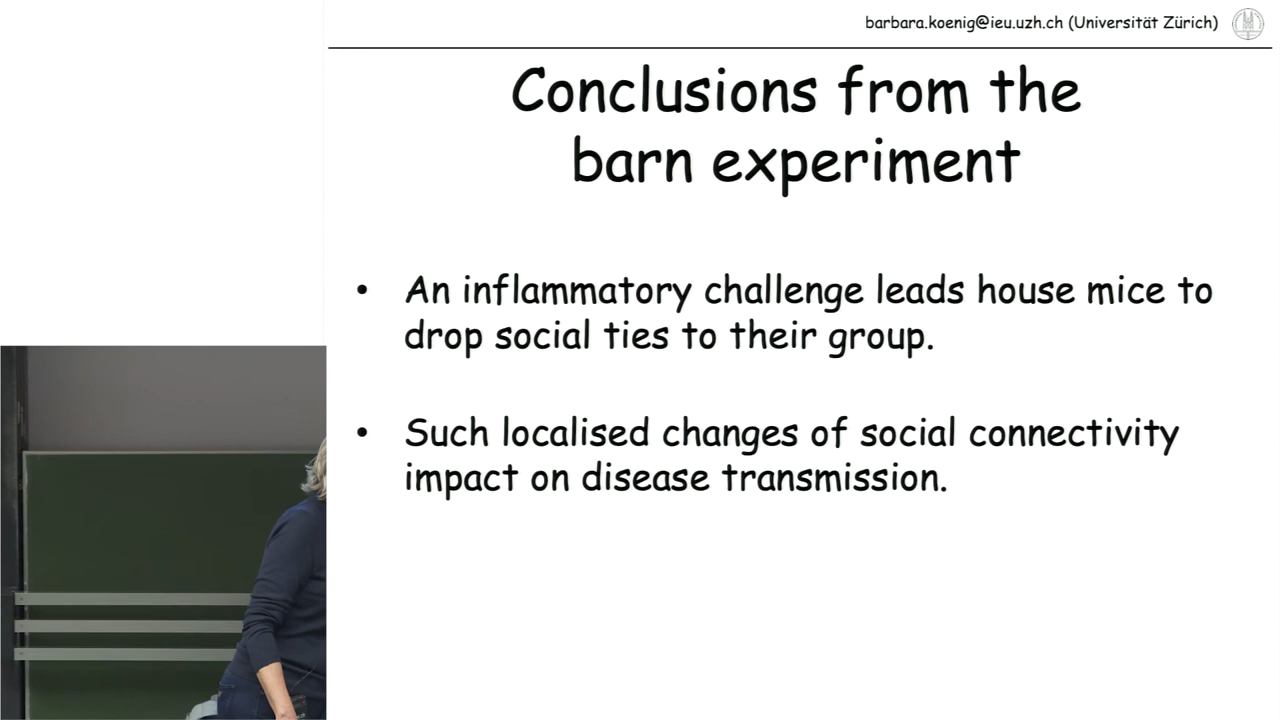 barbara.koenig@ieu.uzh.ch (Universität Zürich)
Conclusions from the
barn experiment
• An inflammatory challenge leads house mice to
drop social ties to their group.
• Such localised changes of social connectivity
impact on disease transmission.